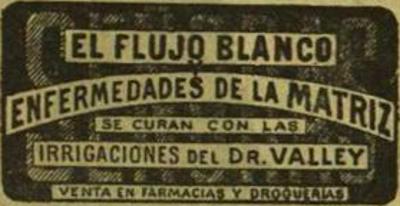 EL FLUJO BLANCO
Y
ENFERMEDADES DE LA MATRIZ
SE CURAN CON LAS
IRRIGACIONES DEL DR. VALLEY
VENTA EN FARMACIAS Y DROGUERIAS